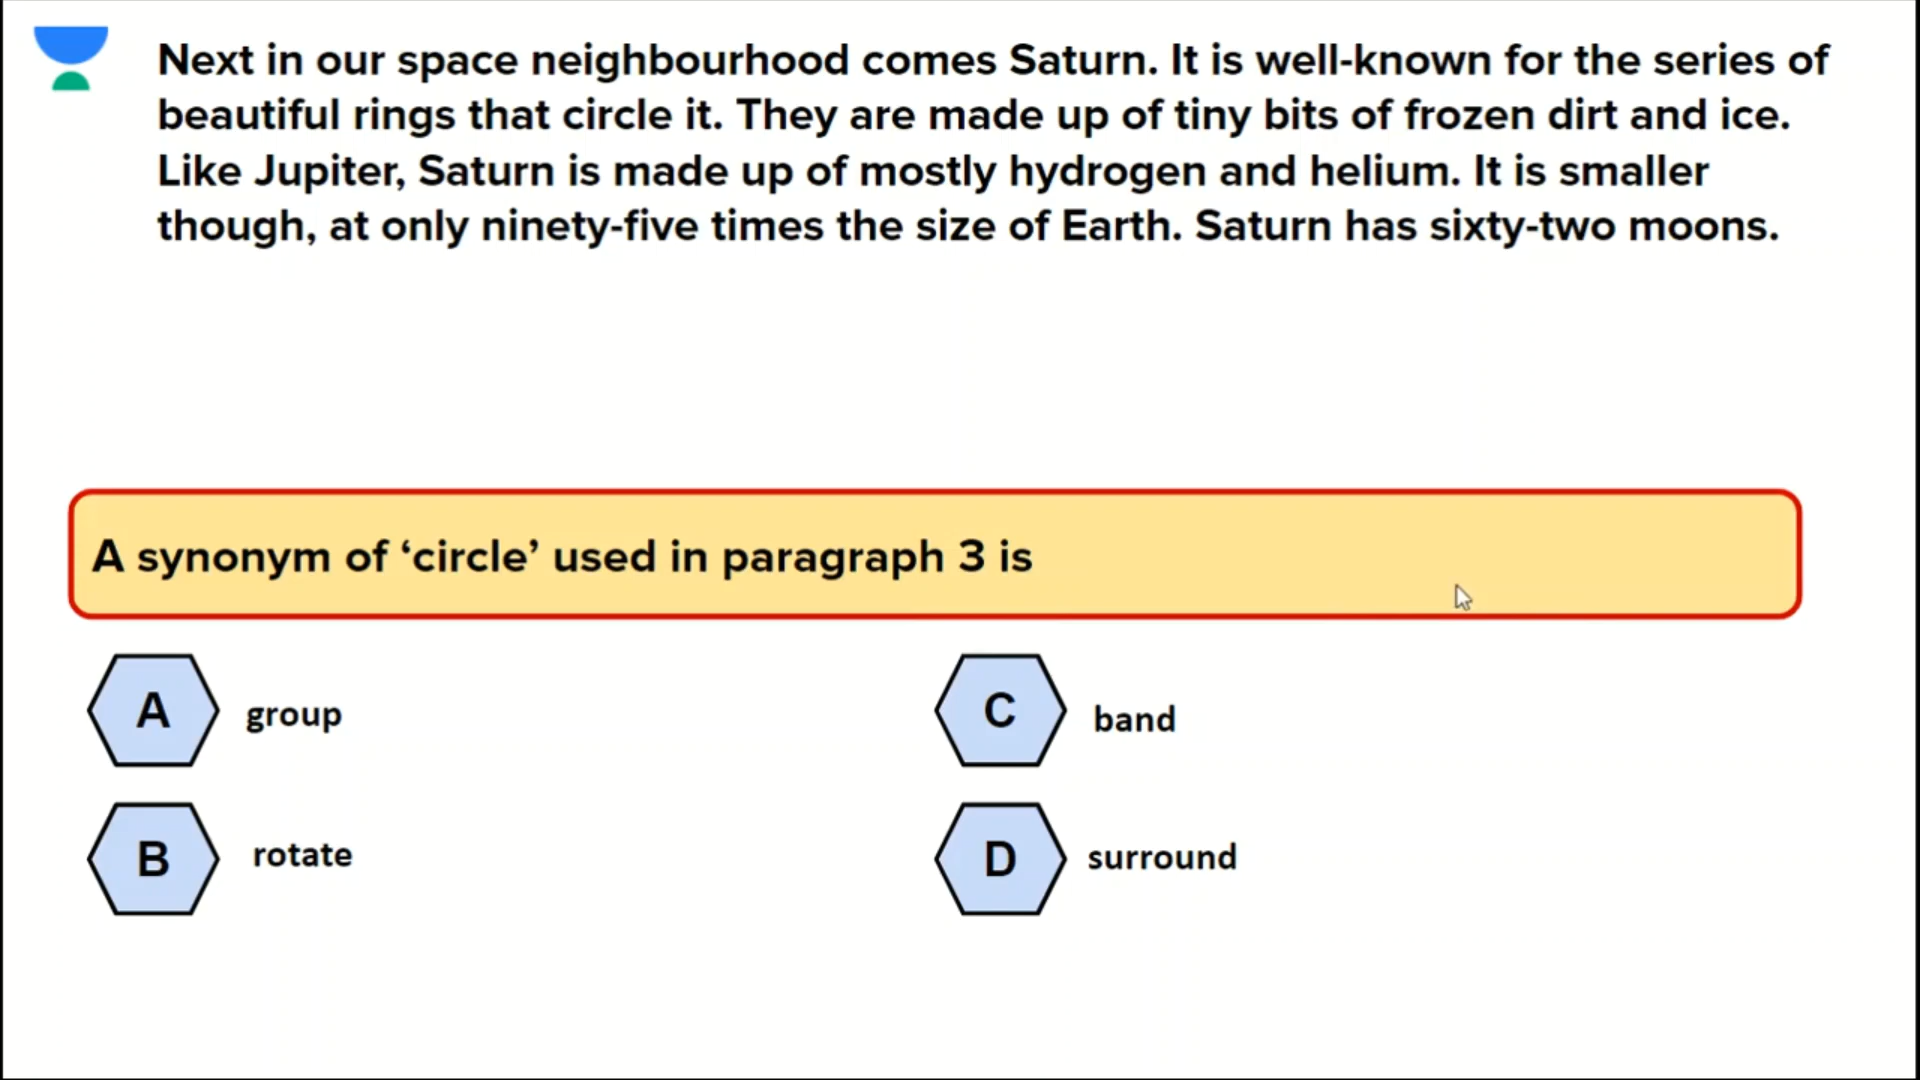 Next in our space neighbourhood comes Saturn. It is well-known for the series of
beautiful rings that circle it. They are made up of tiny bits of frozen dirt and ice.
Like Jupiter, Saturn is made up of mostly hydrogen and helium. It is smaller
though, at only ninety-five times the size of Earth. Saturn has sixty-two moons.
A synonym of ‘circle’ used in paragraph 3 is
A group
C band
B rotate
D surround